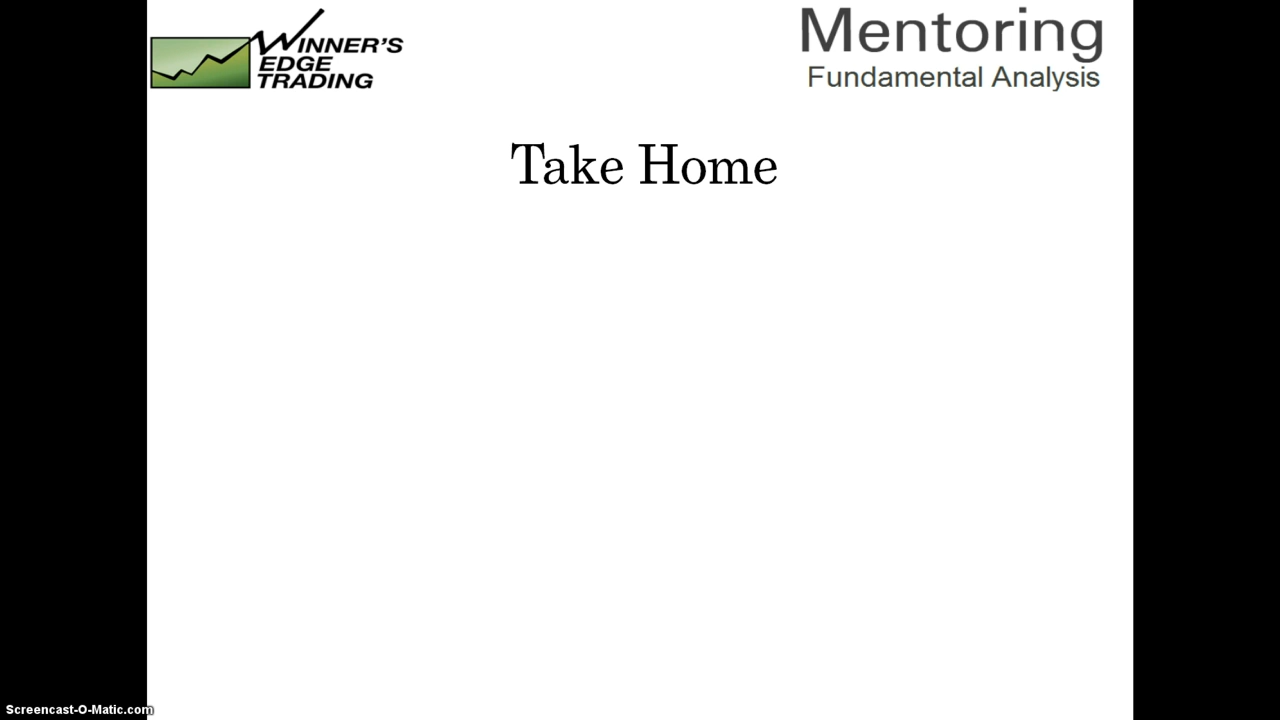 WINNER'S
EDGE
TRADING
Mentoring
Fundamental Analysis
Take Home
Screencast-O-Matic.com